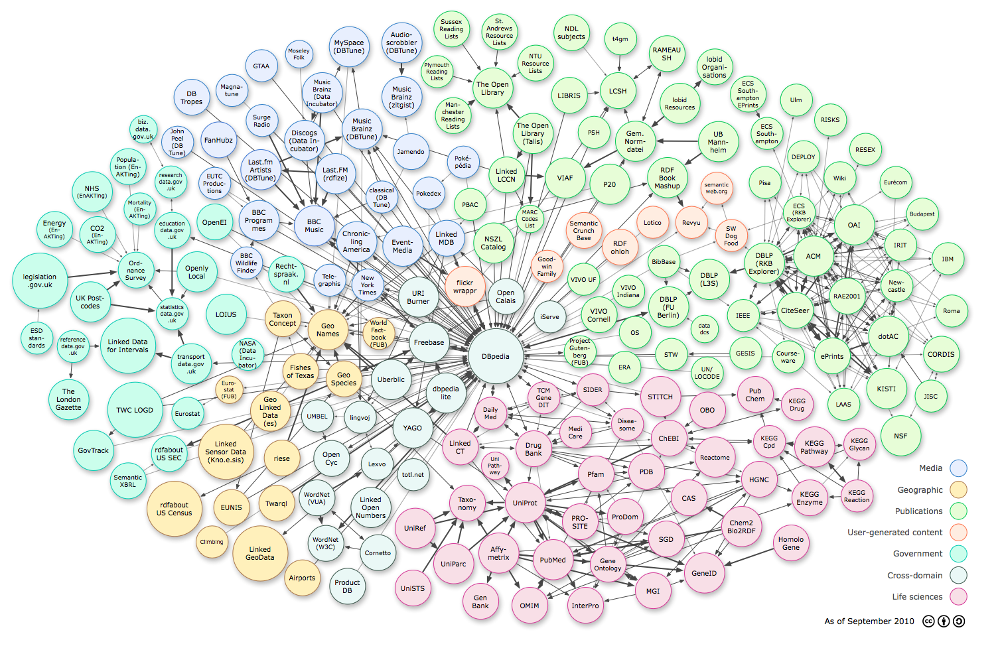 Sussex
Reading
Lists
St.
Andrews
Resource
Lists
NDL
subjects
t4gm
RAMEAU
SH
lobid
Organi-
sations
MySpace
(DBTune)
Audio-
scrobbler
(DBTune)
Moseley
Folk
GTAA
Plymouth
Reading
Lists
NTU
Resource
Lists
The Open
Library
LIBRIS
LCSH
lobid
Resources
ECS
South-
ampton
EPrints
Ulm
DB
Tropes
Magna-
tune
Music
Brainz
(Data
Incubator)
Music
Brainz
(zitgist)
Man-
chester
Reading
Lists
The Open
Library
(Talis)
PSH
Gem.
Norm-
datei
UB
Mann-
heim
ECS
South-
ampton
RISKS
biz.
data.
gov.uk
John
Peel
(DB
Tune)
FanHubz
Surge
Radio
Discogs
(Data In-
cubator)
Music
Brainz
(DBTune)
Jamendo
Poké-
pédia
Linked
LCCN
VIAF
P20
RDF
Book
Mashup
semantic
web.org
DEPLOY
RESEX
Popula-
tion (En-
AKTing)
research
data.gov
.uk
EUTC
Produc-
tions
Last.fm
Artists
(DBTune)
Last.FM
(rdfize)
classical
(DB
Tune)
Pokedex
PBAC
MARC
Codes
List
Pisa
Wiki
Eurécom
NHS
(EnAKTing)
Mortality
(En-
AKTing)
Energy
(En-
AKTing)
CO2
(En-
AKTing)
education
data.gov
.uk
OpenEI
BBC
Program
mes
BBC
Music
Chronic-
ling
America
Event-
Media
Linked
MDB
NSZL
Catalog
Semantic
Crunch
Base
RDF
ohloh
Lotico
Revyu
SW
Dog
Food
ECS
(RKB
Explorer)
OAI
Budapest
legislation
.gov.uk
Ord-
nance
Survey
Openly
Local
BBC
Wildlife
Finder
Recht-
spraak.
nl
Tele-
graphis
New
York
Times
URI
Burner
flickr
wrappr
Open
Calais
Good-
win
Family
VIVO UF
VIVO
Indiana
BibBase
DBLP
(L3S)
DBLP
(RKB
Explorer)
ACM
IRIT
IBM
UK Post-
codes
statistics
data.gov
.uk
LOIUS
Taxon
Concept
Geo
Names
World
Fact-
book
(FUB)
Freebase
DBpedia
iServe
VIVO
Cornell
DBLP
(FU
Berlin)
data
dcs
IEEE
CiteSeer
RAE2001
New-
castle
Roma
ESD
stan-
dards
reference
data.gov
.uk
Linked Data
for Intervals
transport
data.gov
.uk
NASA
(Data
Incu-
bator)
Fishes
of Texas
Geo
Species
Uberblic
dbpedia
lite
Project
Guten-
berg
(FUB)
OS
ERA
STW
UN/
LOCODE
GESIS
Course-
ware
ePrints
dotAC
CORDIS
The
London
Gazette
TWC LOGD
Eurostat
Euro-
stat
(FUB)
Geo
Linked
Data
(es)
UMBEL
lingvoj
YAGO
Daily
Med
TCM
Gene
DIT
SIDER
STITCH
OBO
Pub
Chem
KEGG
Drug
LAAS
KISTI
JISC
NSF
GovTrack
rdfabout
US SEC
Semantic
XBRL
Linked
Sensor Data
(Kno.e.sis)
riese
Open
Cyc
Lexvo
totl.net
Linked
CT
Uni
Path-
way
Drug
Bank
Medi
Care
Disea-
some
ChEBI
Reactome
KEGG
Cpd
KEGG
Pathway
KEGG
Glycan
rdfabout
US Census
EUNIS
Twarql
WordNet
(VUA)
Linked
Open
Numbers
Taxo-
nomy
UniProt
Pfam
PDB
HGNC
CAS
KEGG
Enzyme
KEGG
Reaction
Climbing
Linked
GeoData
Airports
WordNet
(W3C)
Cornetto
Product
DB
UniRef
UniParc
UniSTS
Affy-
metrix
Gen
Bank
PubMed
OMIM
PRO-
SITE
ProDom
Gene
Ontology
InterPro
SGD
MGI
GeneID
Chem2
Bio2RDF
Homolo
Gene
Media
Geographic
Publications
User-generated content
Government
Cross-domain
Life sciences
As of September 2010
cc